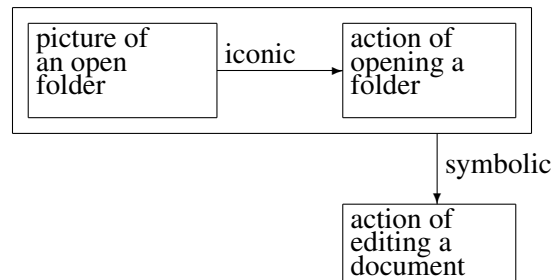 picture of
an open
folder
iconic
action of
opening a
folder
symbolic
action of
editing a
document